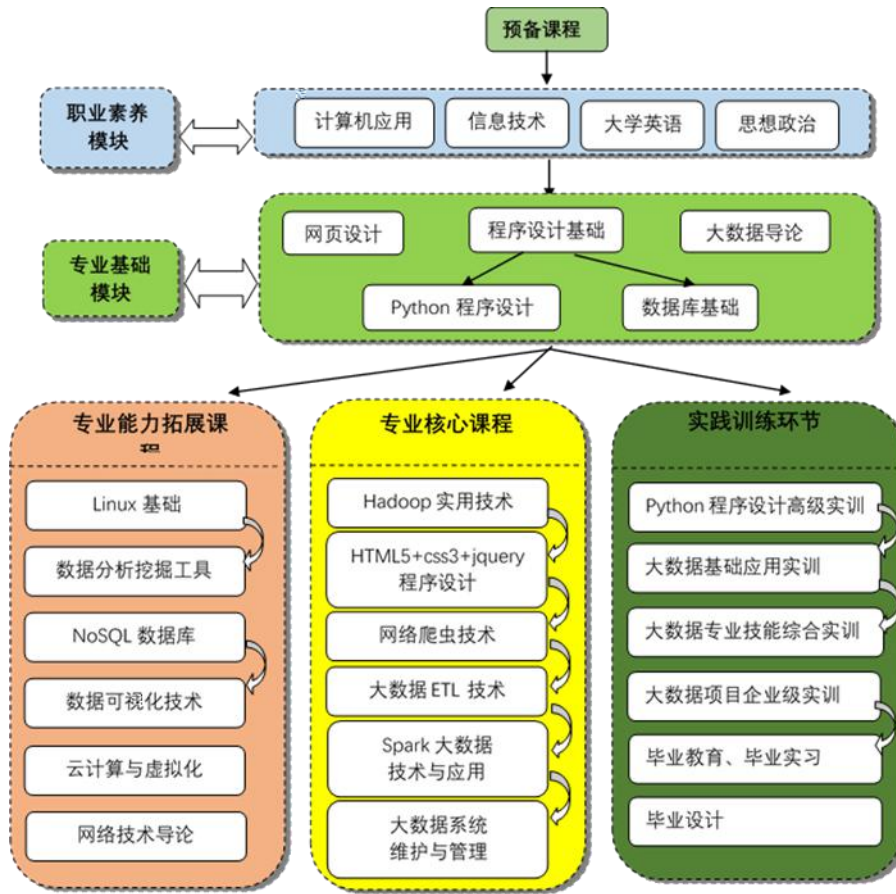 预备课程
职业素养
模块
计算机应用
信息技术
大学英语
思想政治
专业基础
模块
网页设计
程序设计基础
大数据导论
Python 程序设计
数据库基础
专业能力拓展课
程
Linux 基础
数据分析挖掘工具
NoSQL 数据库
数据可视化技术
云计算与虚拟化
网络技术导论
专业核心课程
Hadoop 实用技术
HTML5+css3+jquery
程序设计
网络爬虫技术
大数据 ETL 技术
Spark 大数据
技术与应用
大数据系统
维护与管理
实践训练环节
Python 程序设计高级实训
大数据基础应用实训
大数据专业技能综合实训
大数据项目企业级实训
毕业教育、毕业实习
毕业设计